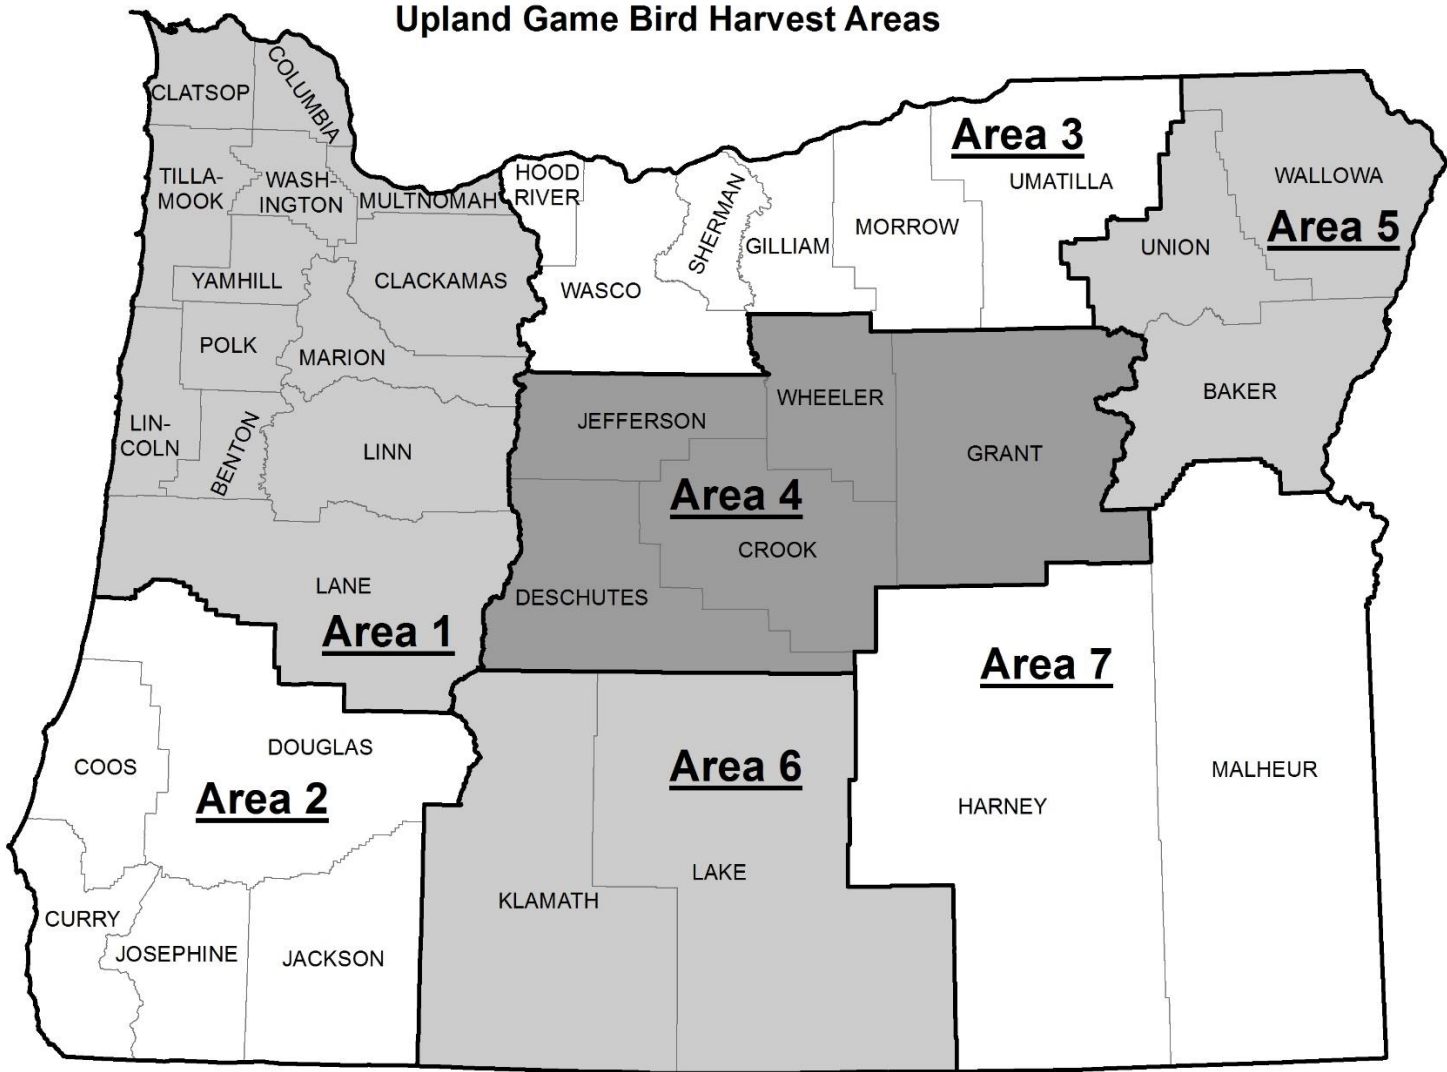 Upland Game Bird Harvest Areas
CLATSOP
COLUMBIA
TILLA-
MOOK
WASH-
INGTON
MULTNOMAH
YAMHILL
CLACKAMAS
POLK
MARION
LIN-
COLN
BENTON
LINN
LANE
Area 1
COOS
DOUGLAS
Area 2
CURRY
JOSEPHINE
JACKSON
HOOD
RIVER
WASCO
SHERMAN
GILLIAM
MORROW
Area 3
UMATILLA
JEFFERSON
WHEELER
GRANT
Area 4
CROOK
DESCHUTES
WALLOWA
Area 5
UNION
BAKER
Area 6
KLAMATH
LAKE
Area 7
HARNEY
MALHEUR